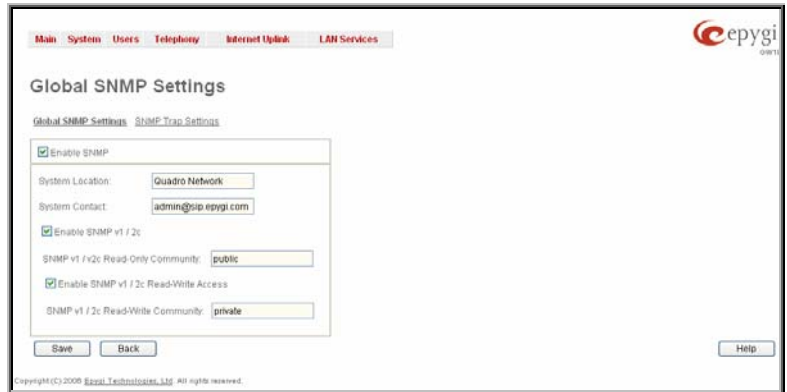 Main System Users Telephony Internet Uplink LAN Services
epygi
Global SNMP Settings
Global SNMP Settings SNMP Trap Settings
Enable SNMP
System Location: Quadro Network
System Contact: admin@sip.epygi.com
Enable SNMP v1 / 2c
SNMP v1 / v2c Read-Only Community: public
Enable SNMP v1 / 2c Read-Write Access
SNMP v1 / 2c Read-Write Community: private
Save Back Help
Copyright (C) 2006 Epygi Technologies, Ltd. All rights reserved.